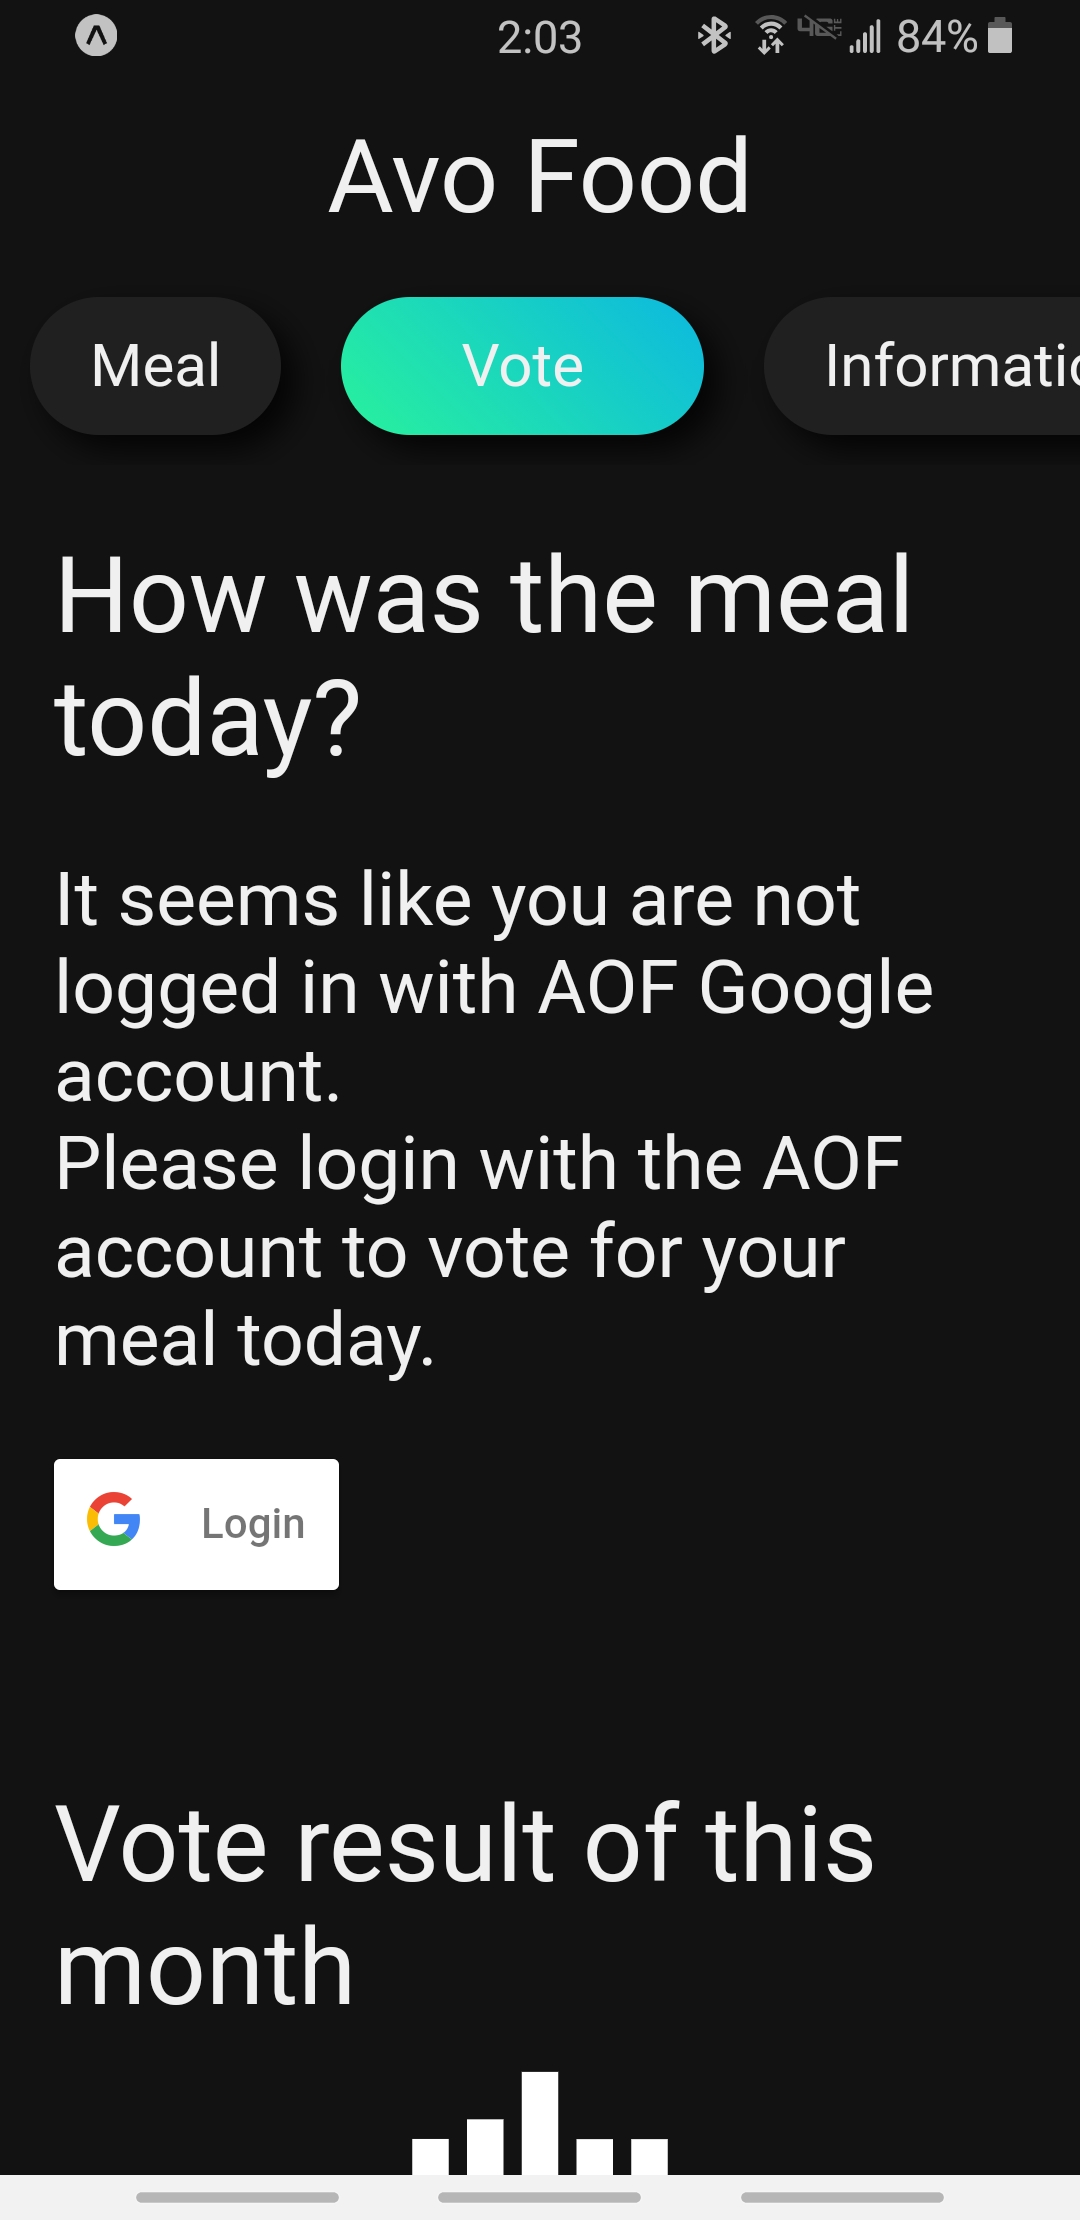 2:03
84%
Avo Food
Meal
Vote
Informatic
How was the meal
today?
It seems like you are not
logged in with AOF Google
account.
Please login with the AOF
account to vote for your
meal today.
Login
Vote result of this
month